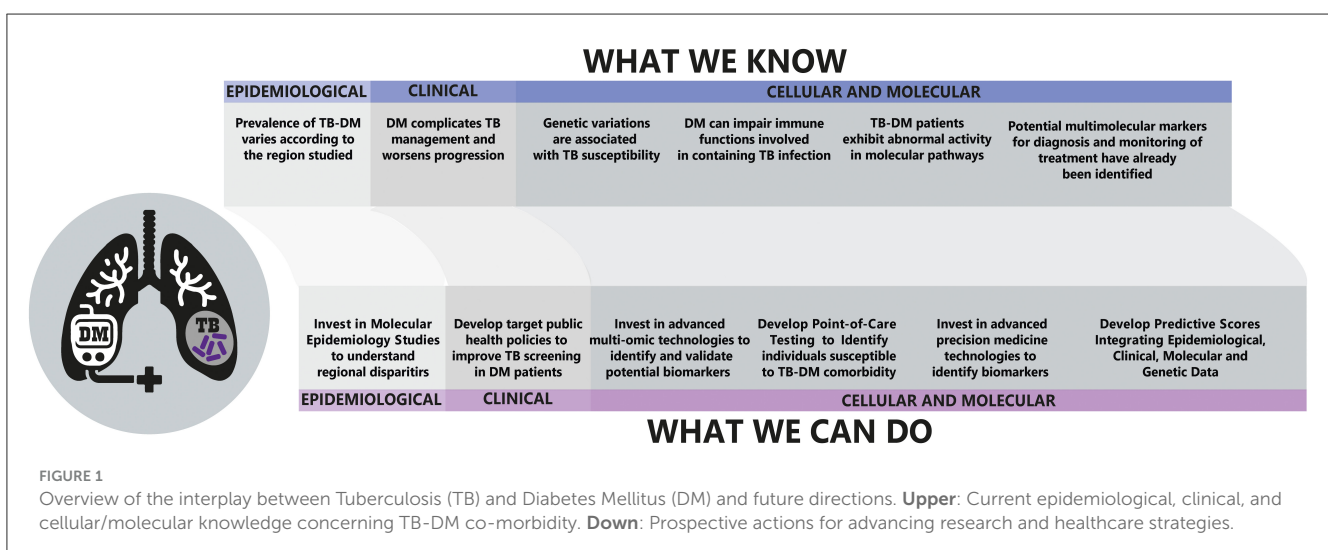 WHAT WE KNOW
EPIDEMIOLOGICAL
CLINICAL
CELLULAR AND MOLECULAR
Prevalence of TB-DM
varies according to
the region studied
DM complicates TB
management and
worsens progression
Genetic variations
are associated
with TB susceptibility
DM can impair immune
functions involved
in containing TB infection
TB-DM patients
exhibit abnormal activity
in molecular pathways
Potential multimolecular markers
for diagnosis and monitoring of
treatment have already
been identified
DM
TB
Invest in Molecular
Epidemiology Studies
to understand
regional disparitirs
Develop target public
health policies to
improve TB screening
in DM patients
Invest in advanced
multi-omic technologies to
identify and validate
potential biomarkers
Develop Point-of-Care
Testing to Identify
individuals susceptible
to TB-DM comorbidity
Invest in advanced
precision medicine
technologies to
identify biomarkers
Develop Predictive Scores
Integrating Epidemiological,
Clinical, Molecular and
Genetic Data
EPIDEMIOLOGICAL
CLINICAL
CELLULAR AND MOLECULAR
WHAT WE CAN DO
FIGURE 1
Overview of the interplay between Tuberculosis (TB) and Diabetes Mellitus (DM) and future directions. Upper: Current epidemiological, clinical, and
cellular/molecular knowledge concerning TB-DM co-morbidity. Down: Prospective actions for advancing research and healthcare strategies.